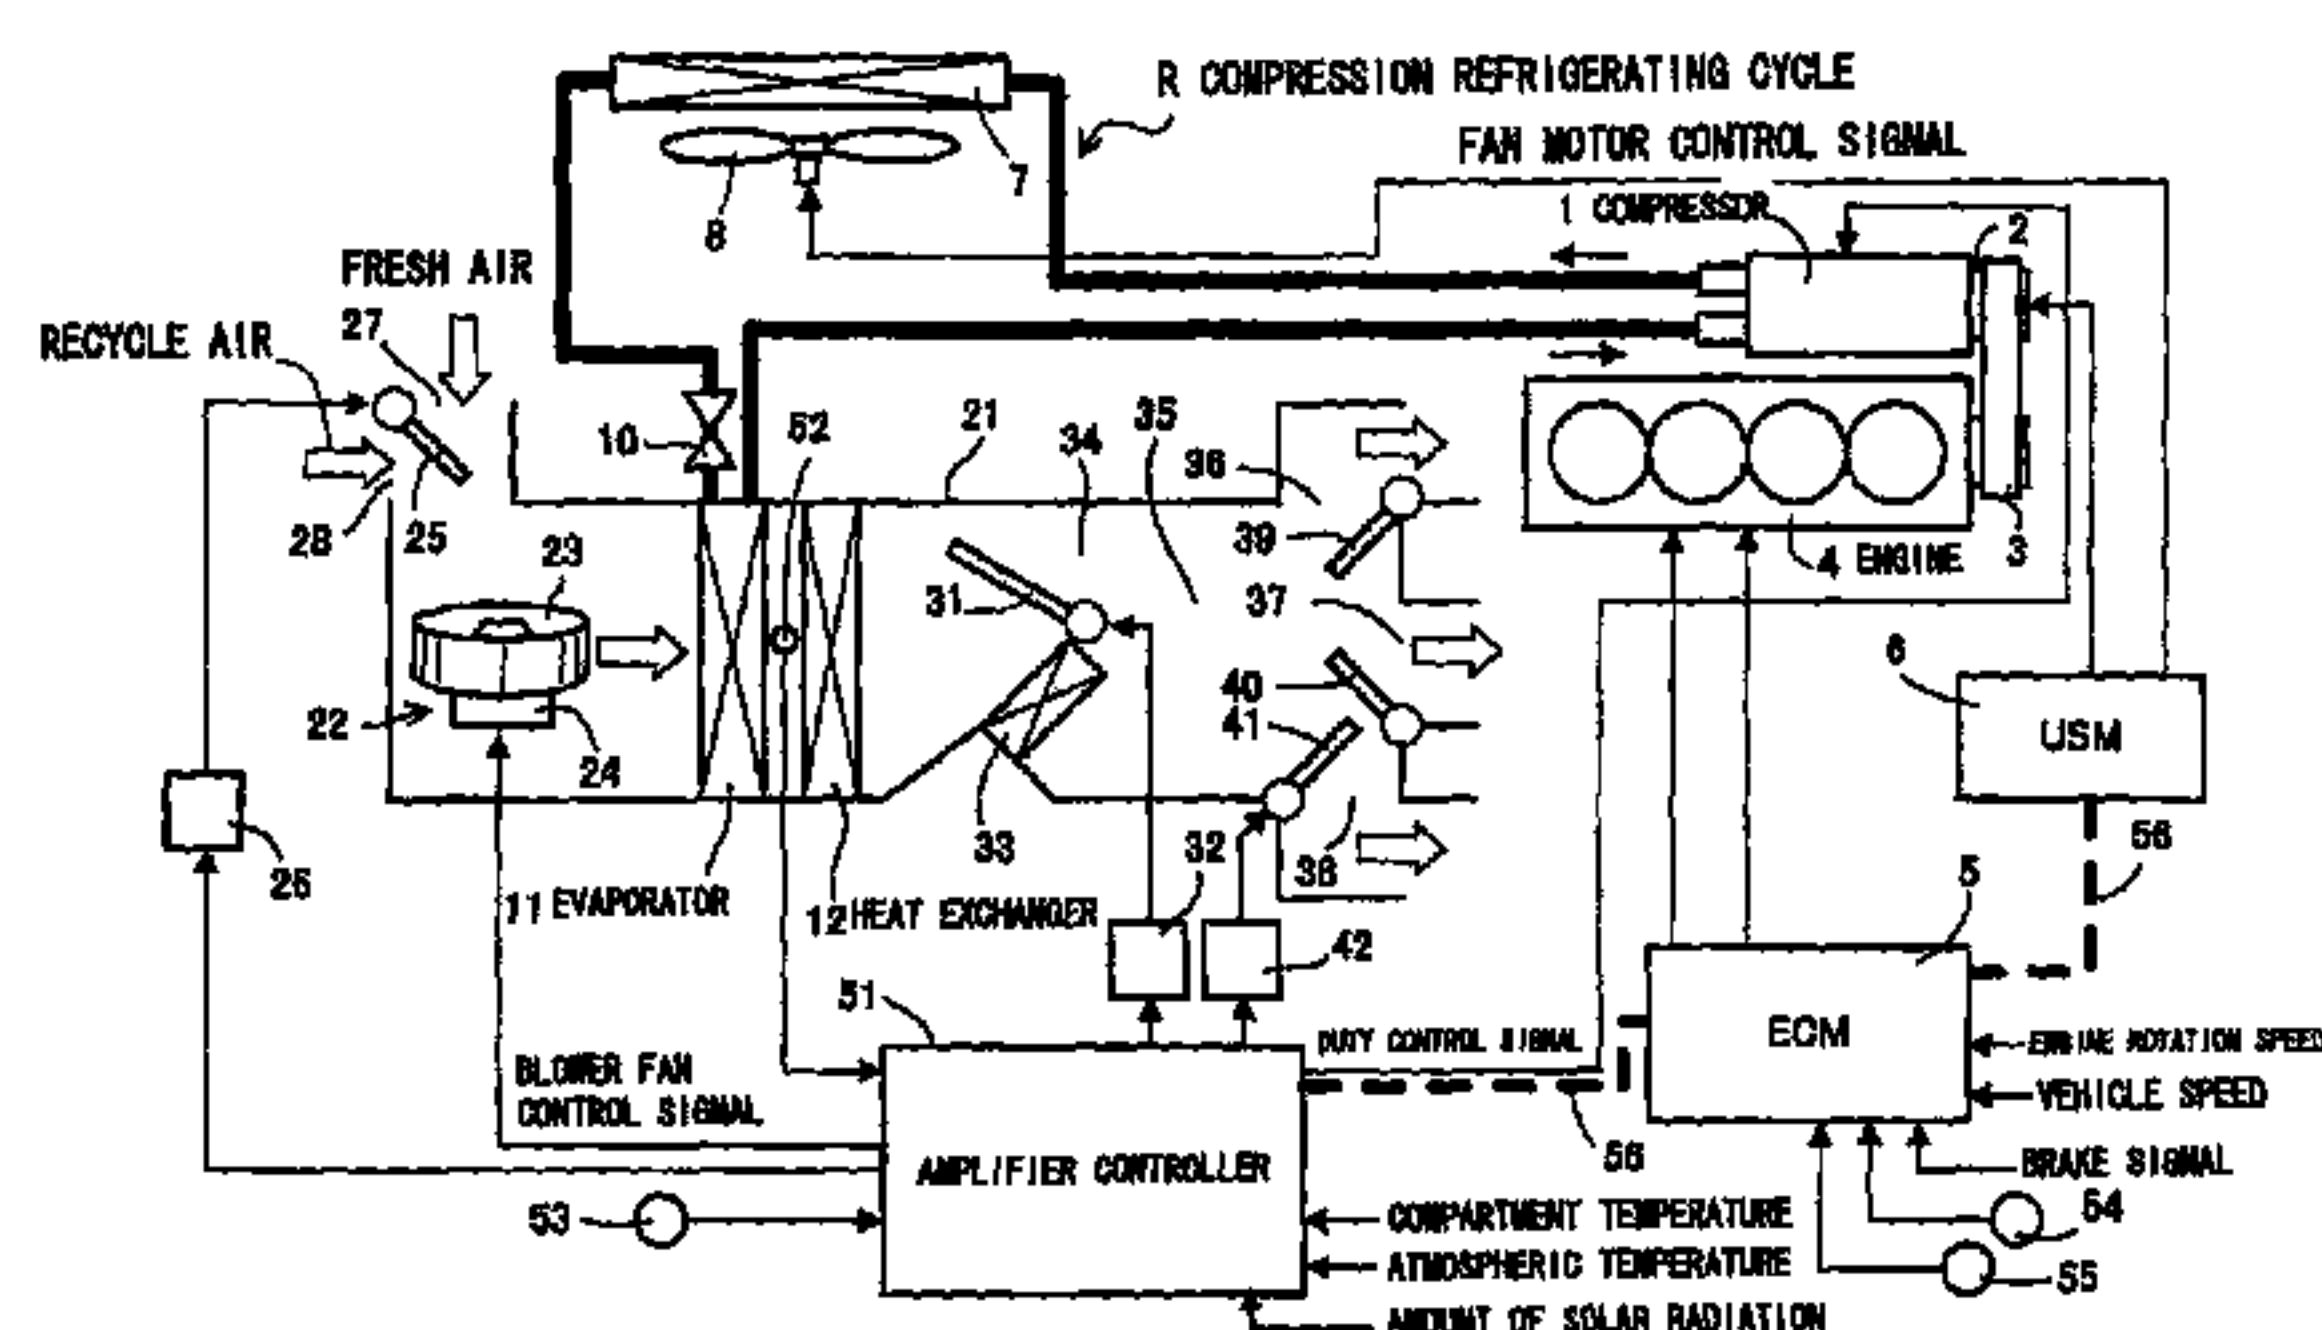 R COMPRESSION REFRIGERATING CYCLE
FAN MOTOR CONTROL SIGNAL
7
8
1 COMPRESSOR
2
FRESH AIR
27
RECYCLE AIR
10
52
21
34
35
36
28
25
39
3
4 ENGINE
23
31
37
6
40
41
USM
22
24
33
32
38
56
26
5
11 EVAPORATOR
12 HEAT EXCHANGER
42
51
DUTY CONTROL SIGNAL
ECM
ENGINE ROTATION SPEED
BLOWER FAN
CONTROL SIGNAL
VEHICLE SPEED
56
BRAKE SIGNAL
AMPLIFIER CONTROLLER
53
COMPARTMENT TEMPERATURE
54
ATMOSPHERIC TEMPERATURE
55
AMOUNT OF SOLAR RADIATION